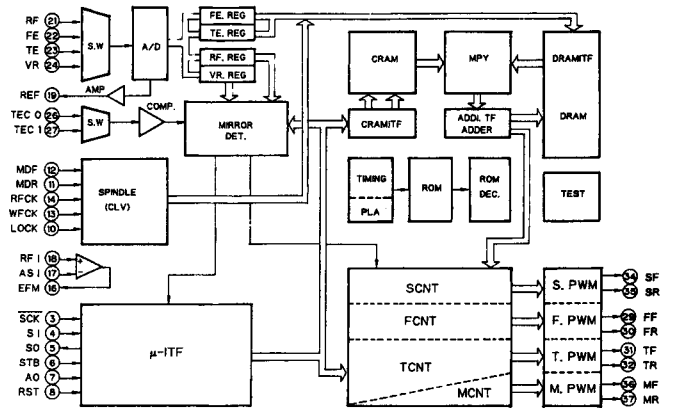 RF 21
FE 22
TE 23
VR 24
S.W
A/D
FE. REG
TE. REG
RF. REG
VR. REG
REF 19
AMP
TEC 0 26
TEC 1 27
S.W
COMP.
MIRROR
DET.
CRAM
MPY
DRAMITF
DRAM
CRAMITF
ADDI. TF
ADDER
MDF 12
MDR 11
RFCK 14
WFCK 13
LOCK 10
SPINDLE
(CLV)
TIMING
PLA
ROM
ROM
DEC.
TEST
RF I 18
AS I 17
EFM 16
+
−
SCK 3
S I 4
SO 5
STB 6
AO 7
RST 8
μ-ITF
SCNT
FCNT
TCNT
MCNT
S. PWM
F. PWM
T. PWM
M. PWM
34 SF
35 SR
29 FF
30 FR
31 TF
32 TR
36 MF
37 MR